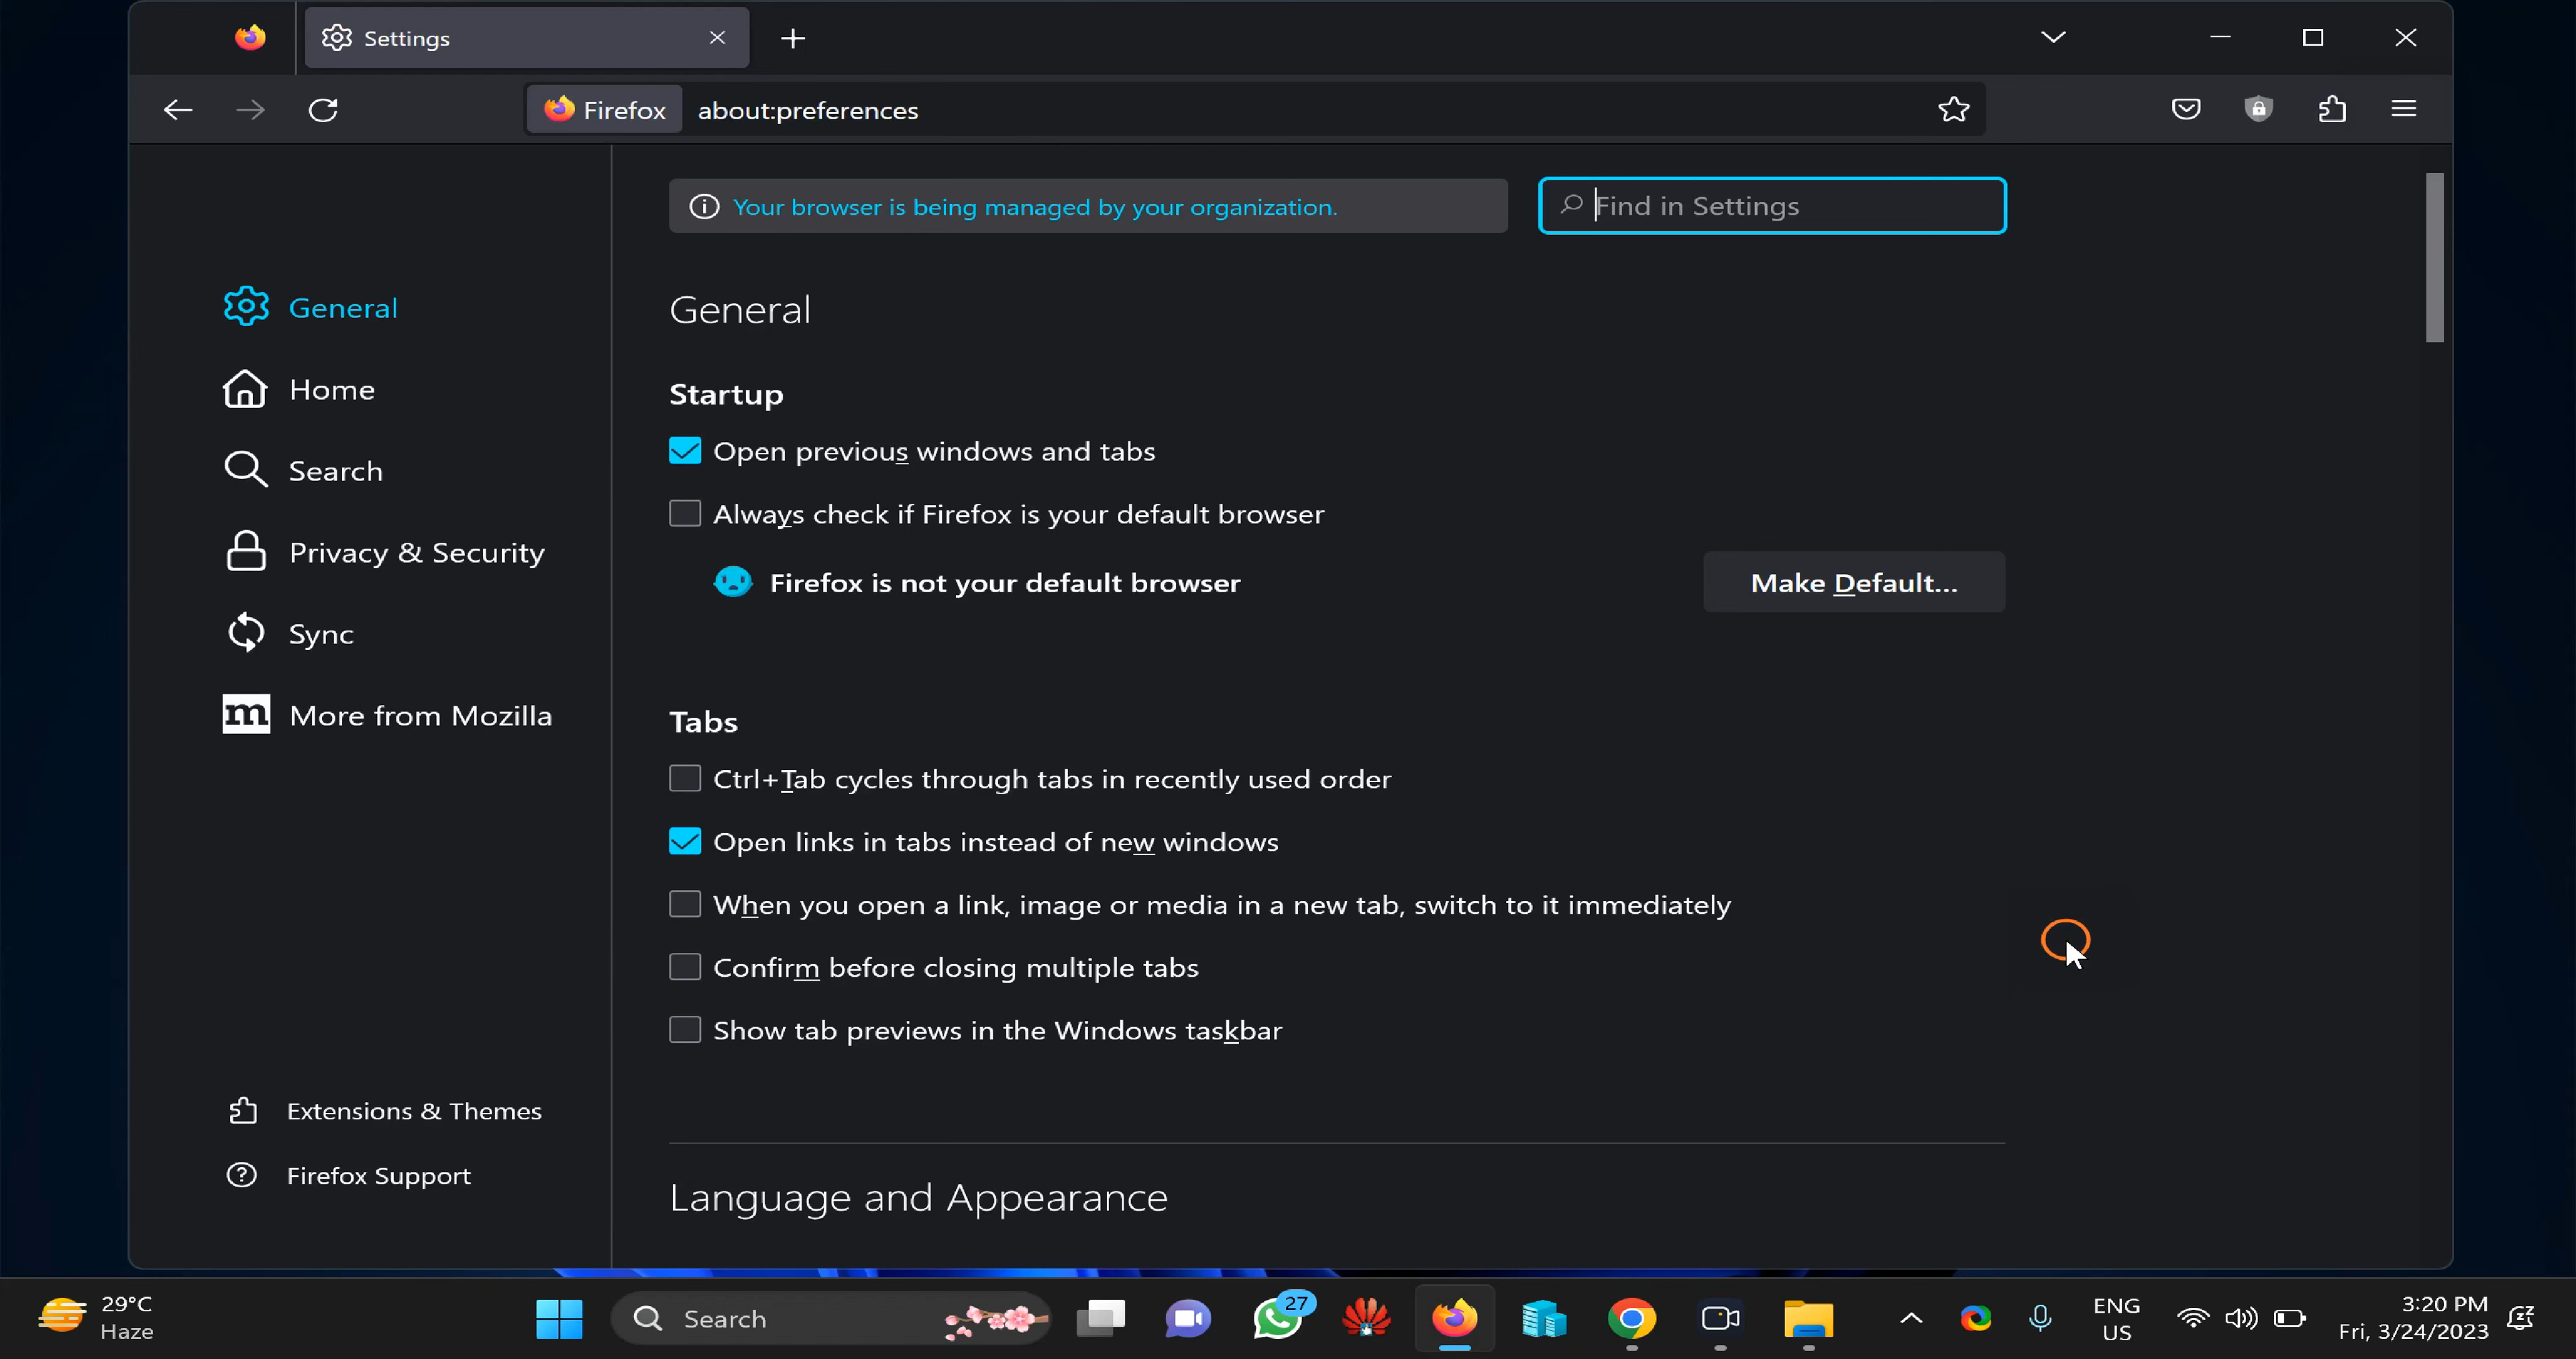 Settings
Firefox about:preferences
Your browser is being managed by your organization.
Find in Settings
General
Home
Search
Privacy & Security
Sync
m More from Mozilla
Extensions & Themes
Firefox Support
General
Startup
Open previous windows and tabs
Always check if Firefox is your default browser
Firefox is not your default browser
Make Default...
Tabs
Ctrl+Tab cycles through tabs in recently used order
Open links in tabs instead of new windows
When you open a link, image or media in a new tab, switch to it immediately
Confirm before closing multiple tabs
Show tab previews in the Windows taskbar
Language and Appearance
29°C
Haze
Search
27
ENG
US
3:20 PM
Fri, 3/24/2023